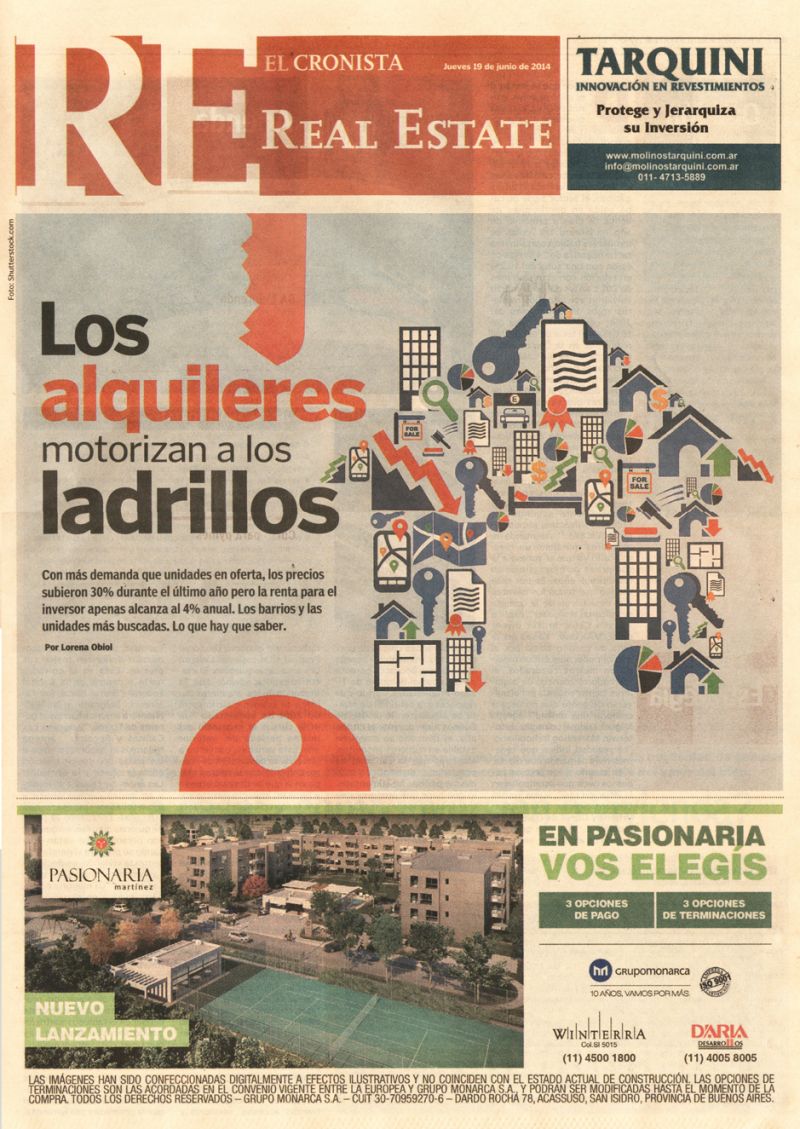 RE
EL CRONISTA
Jueves 19 de junio de 2014
REAL ESTATE
TARQUINI
INNOVACIÓN EN REVESTIMIENTOS
Protege y Jerarquiza
su Inversión
www.molinostarquini.com.ar
info@molinostarquini.com.ar
011- 4713-5889
Foto: Shutterstock.com
Los
alquileres
motorizan a los
ladrillos
Con más demanda que unidades en oferta, los precios
subieron 30% durante el último año pero la renta para el
inversor apenas alcanza al 4% anual. Los barrios y las
unidades más buscadas. Lo que hay que saber.
Por Lorena Obiol
FOR
SALE
FOR
SALE
PASIONARIA
martínez
NUEVO
LANZAMIENTO
EN PASIONARIA
VOS ELEGÍS
3 OPCIONES
DE PAGO
3 OPCIONES
DE TERMINACIONES
GRUPOMONARCA
10 AÑOS, VAMOS POR MÁS.
ISO 9001
WINTERRA
Col.SI 5015
(11) 4500 1800
D'ARIA
DESARROLLOS
(11) 4005 8005
LAS IMÁGENES HAN SIDO CONFECCIONADAS DIGITALMENTE A EFECTOS ILUSTRATIVOS Y NO COINCIDEN CON EL ESTADO ACTUAL DE CONSTRUCCIÓN. LAS OPCIONES DE
TERMINACIONES SON LAS ACORDADAS EN EL CONVENIO VIGENTE ENTRE LA EUROPEA Y GRUPO MONARCA S.A., Y PODRÁN SER MODIFICADAS HASTA EL MOMENTO DE LA
COMPRA. TODOS LOS DERECHOS RESERVADOS – GRUPO MONARCA S.A. – CUIT 30-70959270-6 – DARDO ROCHA 78, ACASSUSO, SAN ISIDRO, PROVINCIA DE BUENOS AIRES.